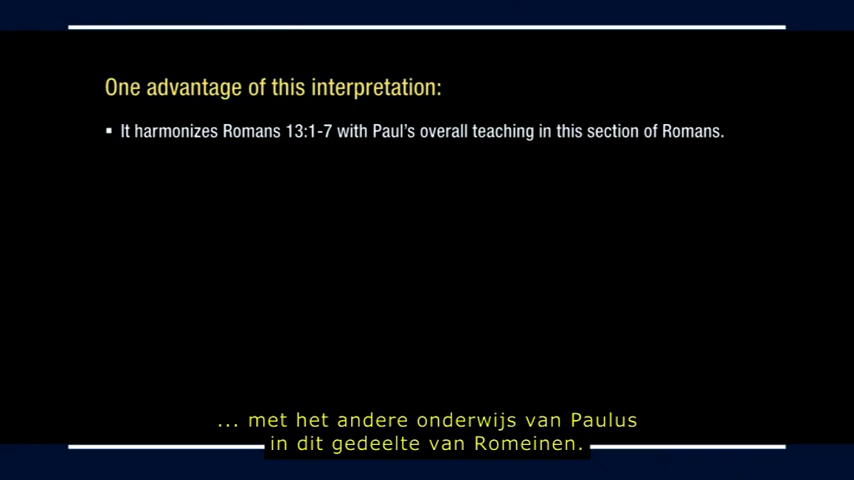 One advantage of this interpretation:
▪ It harmonizes Romans 13:1-7 with Paul's overall teaching in this section of Romans.
... met het andere onderwijs van Paulus
in dit gedeelte van Romeinen.